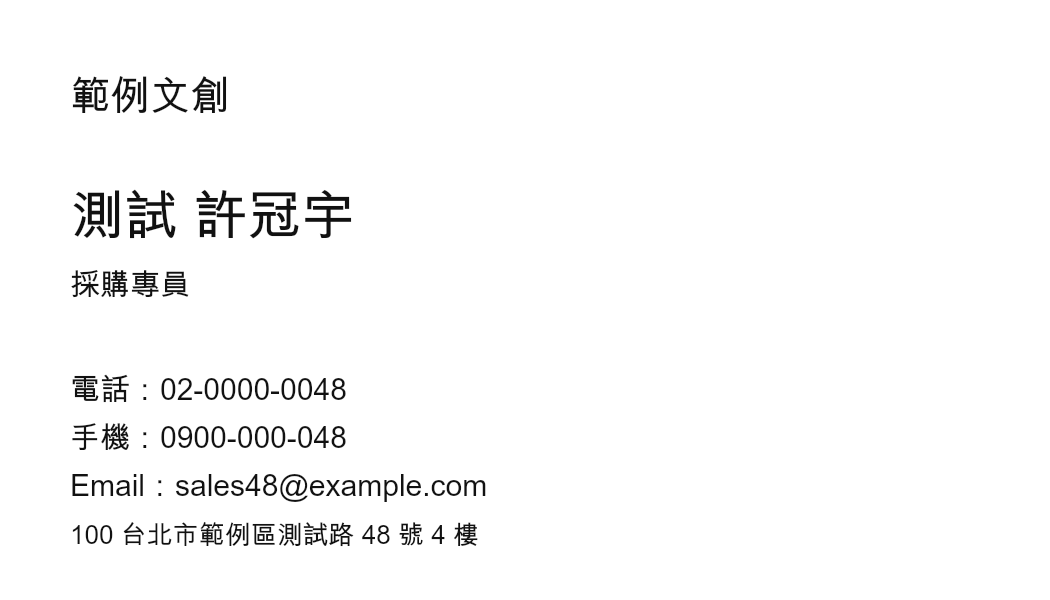 範例文創
測試 許冠宇
採購專員
電話：02-0000-0048
手機：0900-000-048
Email：sales48@example.com
100 台北市範例區測試路 48 號 4 樓